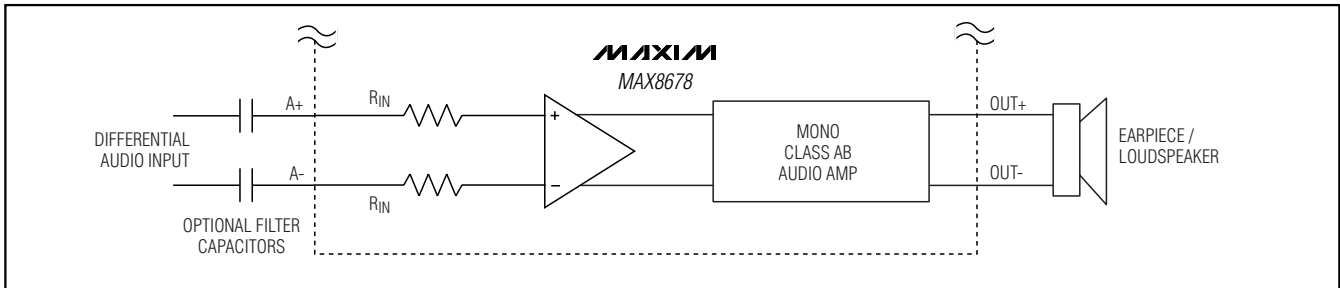 MAXIM
MAX8678
A+
RIN
DIFFERENTIAL
AUDIO INPUT
A-
RIN
OPTIONAL FILTER
CAPACITORS
+
−
MONO
CLASS AB
AUDIO AMP
OUT+
OUT-
EARPIECE /
LOUDSPEAKER